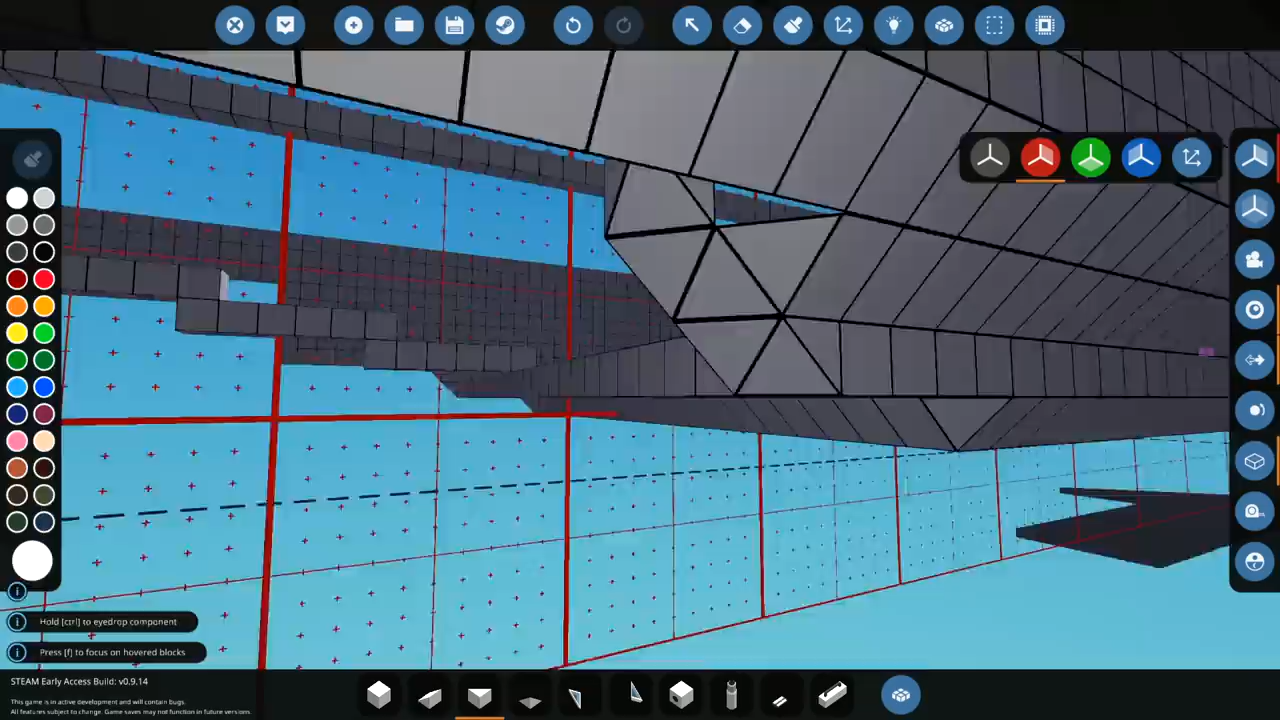 Hold [ctrl] to eyedrop component
Press [f] to focus on hovered blocks
STEAM Early Access Build: v0.9.14
This game is in active development and will contain bugs.
All features subject to change. Game saves may not function in future versions.